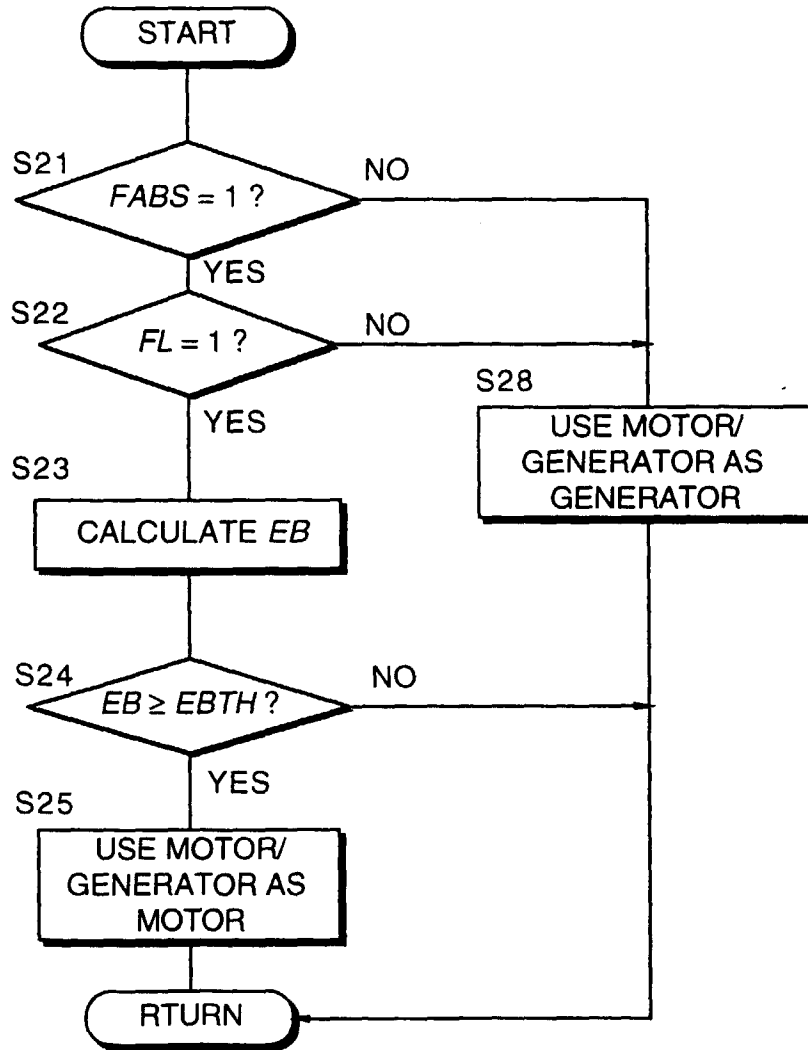 START
S21
FABS = 1 ?
NO
YES
S22
FL = 1 ?
NO
YES
S28
USE MOTOR/
GENERATOR AS
GENERATOR
S23
CALCULATE EB
S24
EB ≥ EBTH ?
NO
YES
S25
USE MOTOR/
GENERATOR AS
MOTOR
RTURN